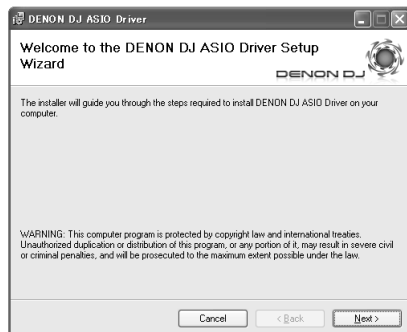 DENON DJ ASIO Driver
Welcome to the DENON DJ ASIO Driver Setup
Wizard
DENON DJ
The installer will guide you through the steps required to install DENON DJ ASIO Driver on your
computer.
WARNING: This computer program is protected by copyright law and international treaties.
Unauthorized duplication or distribution of this program, or any portion of it, may result in severe civil
or criminal penalties, and will be prosecuted to the maximum extent possible under the law.
Cancel
< Back
Next >